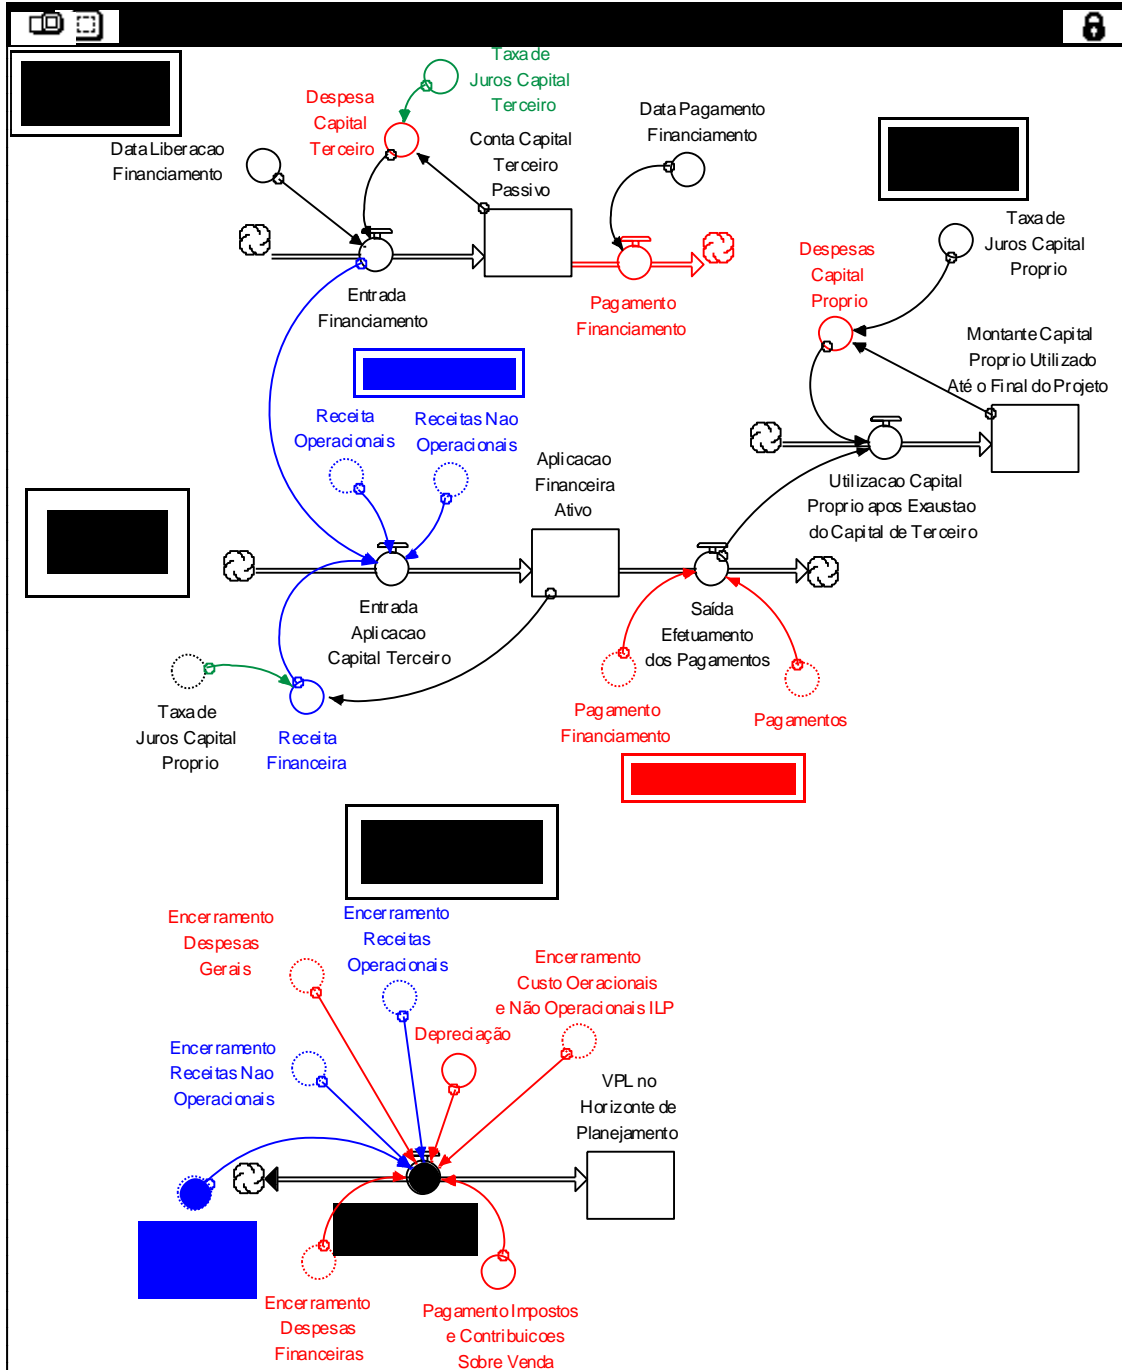 Taxa de
Juros Capital
Terceiro
Despesa
Capital
Terceiro
Data Liberacao
Financiamento
Conta Capital
Terceiro
Passivo
Data Pagamento
Financiamento
Entrada
Financiamento
Pagamento
Financiamento
Taxa de
Juros Capital
Proprio
Despesas
Capital
Proprio
Montante Capital
Proprio Utilizado
Até o Final do Projeto
Receita
Operacionais
Receitas Nao
Operacionais
Aplicacao
Financeira
Ativo
Utilizacao Capital
Proprio apos Exaustao
do Capital de Terceiro
Entrada
Aplicacao
Capital Terceiro
Saída
Efetuamento
dos Pagamentos
Taxa de
Juros Capital
Proprio
Receita
Financeira
Pagamento
Financiamento
Pagamentos
Encerramento
Despesas
Gerais
Encerramento
Receitas
Operacionais
Encerramento
Custo Oeracionais
e Não Operacionais ILP
Depreciação
Encerramento
Receitas Nao
Operacionais
VPL no
Horizonte de
Planejamento
Encerramento
Despesas
Financeiras
Pagamento Impostos
e Contribuicoes
Sobre Venda